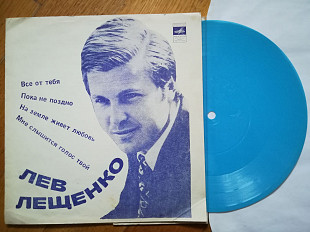 Все от тебя
Пока не поздно
На земле живет любовь
Мне слышится голос твой
ЛЕВ
ЛЕЩЕНКО